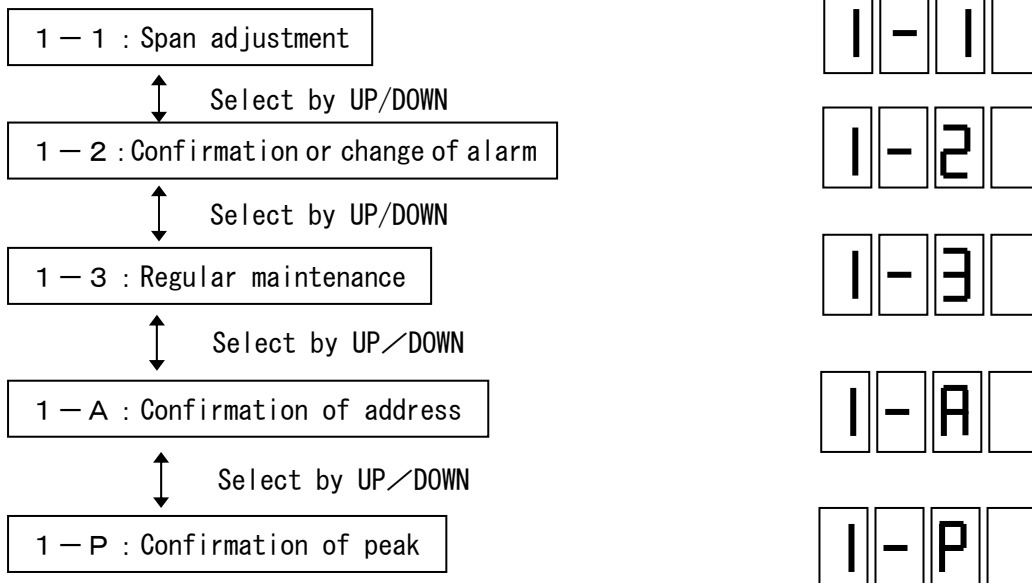 １－１：Span adjustment
1-1
Select by UP/DOWN
１－２：Confirmation or change of alarm
1-2
Select by UP/DOWN
１－３：Regular maintenance
1-3
Select by UP／DOWN
１－Ａ：Confirmation of address
1-A
Select by UP／DOWN
１－Ｐ：Confirmation of peak
1-P